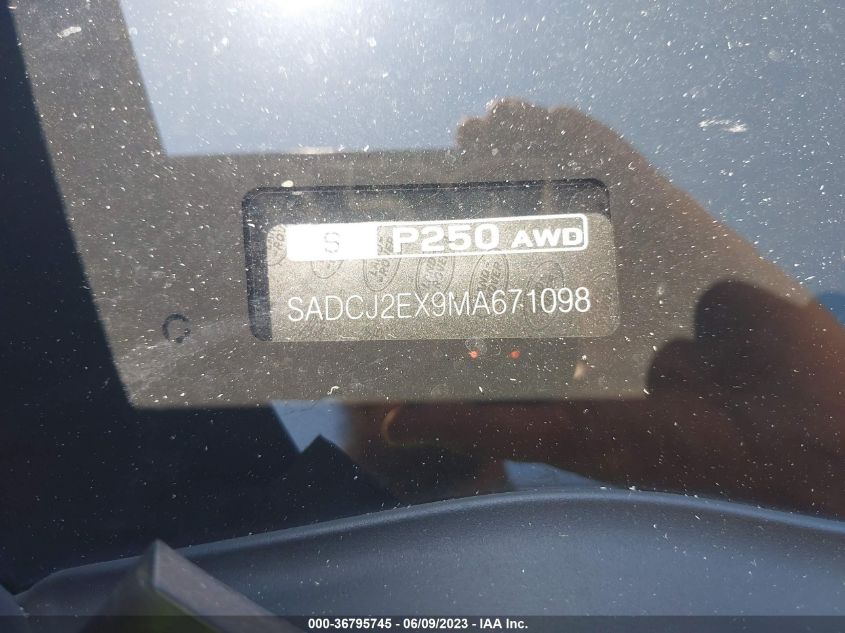 S P250 AWD
SADCJ2EX9MA671098
000-36795745 - 06/09/2023 - IAA Inc.